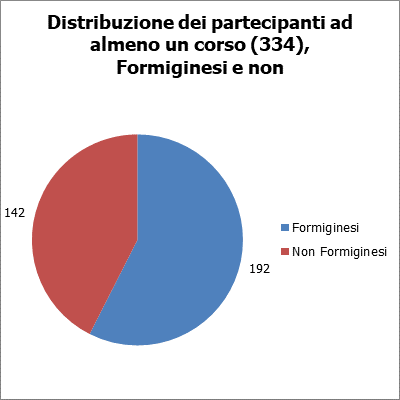 Distribuzione dei partecipanti ad
almeno un corso (334),
Formiginesi e non
142
192
Formiginesi
Non Formiginesi